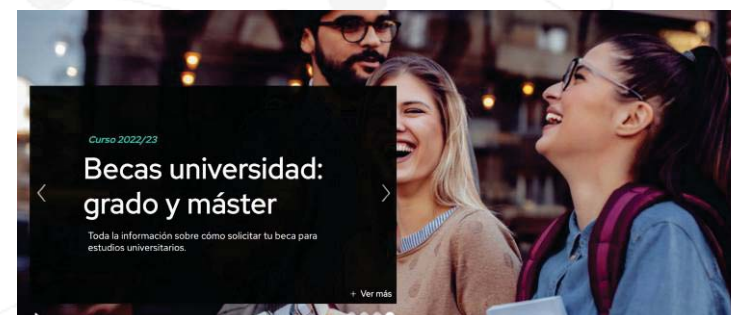 Curso 2022/23
Becas universidad:
grado y máster
Toda la información sobre cómo solicitar tu beca para
estudios universitarios.
+ Ver más